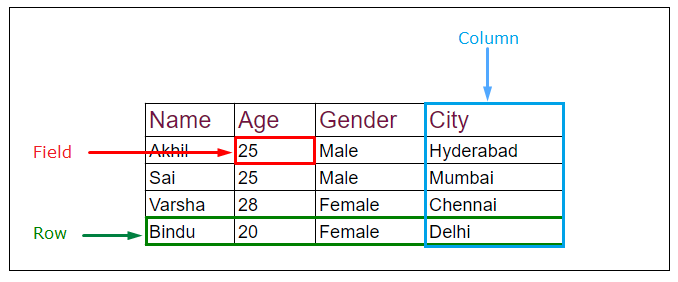 Column
Name Age Gender City
Field Akhil 25 Male Hyderabad
Sai 25 Male Mumbai
Varsha 28 Female Chennai
Row Bindu 20 Female Delhi